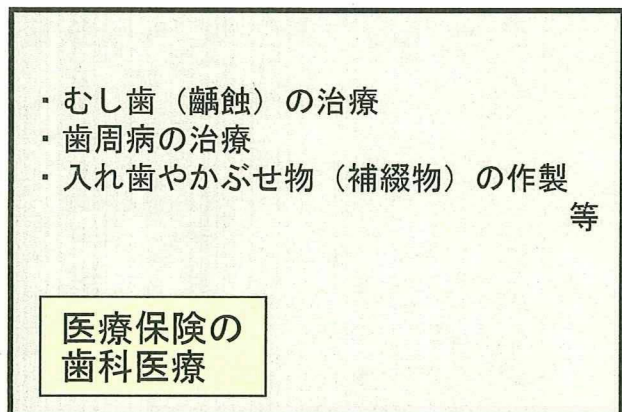 ・むし歯（齲蝕）の治療
・歯周病の治療
・入れ歯やかぶせ物（補綴物）の作製
等
医療保険の
歯科医療